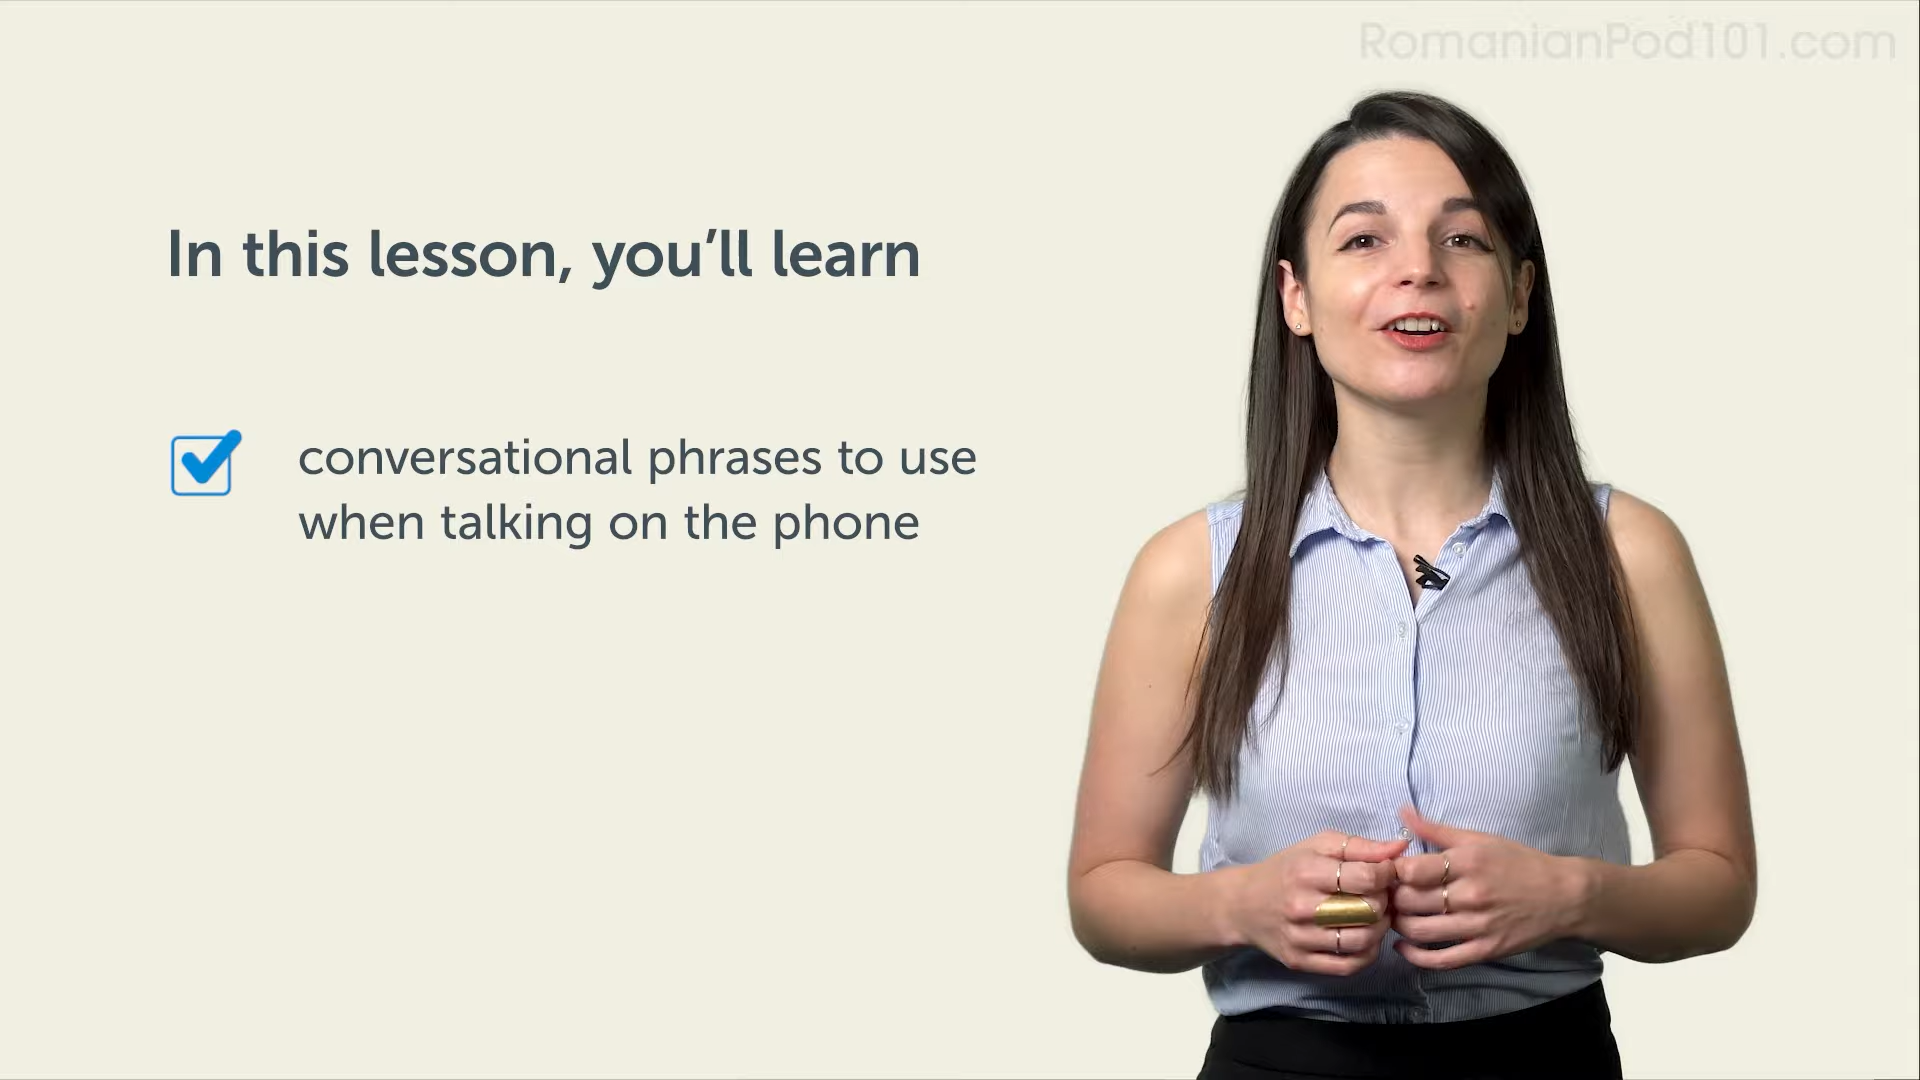 RomanianPod101.com
In this lesson, you’ll learn
conversational phrases to use
when talking on the phone